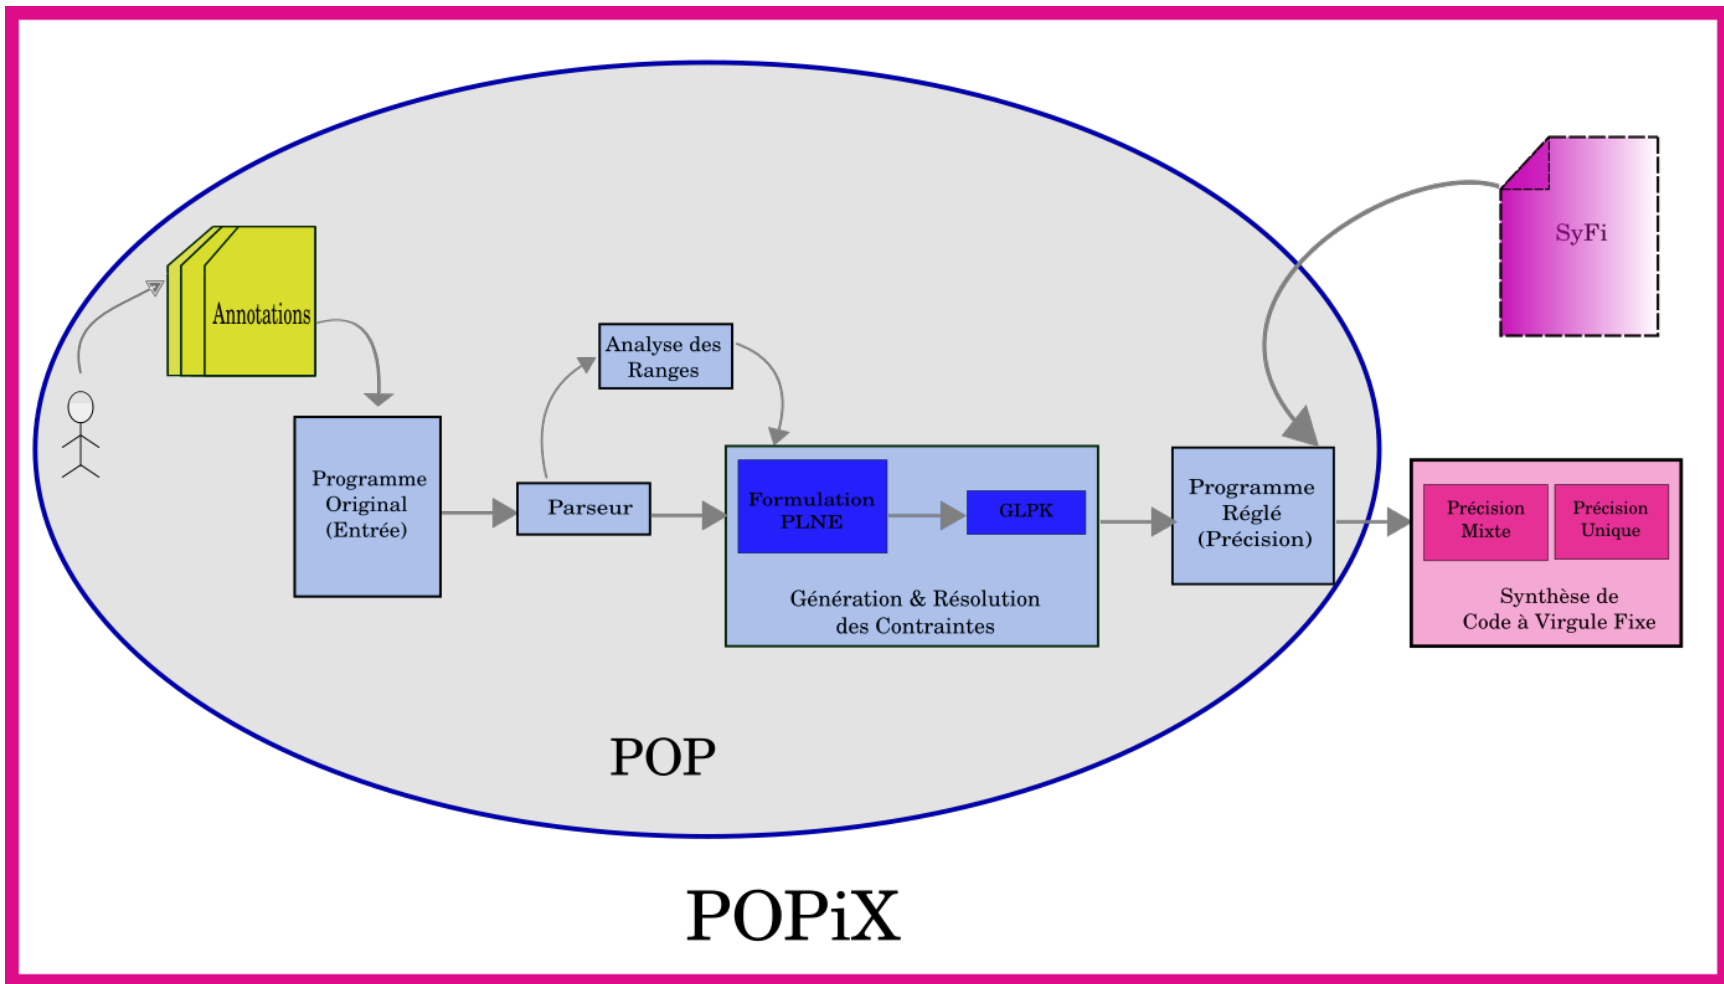 SyFi
Annotations
Analyse des
Ranges
Programme
Original
(Entrée)
Parseur
Formulation
PLNE
GLPK
Génération & Résolution
des Contraintes
Programme
Réglé
(Précision)
Précision
Mixte
Précision
Unique
Synthèse de
Code à Virgule Fixe
POP
POPiX